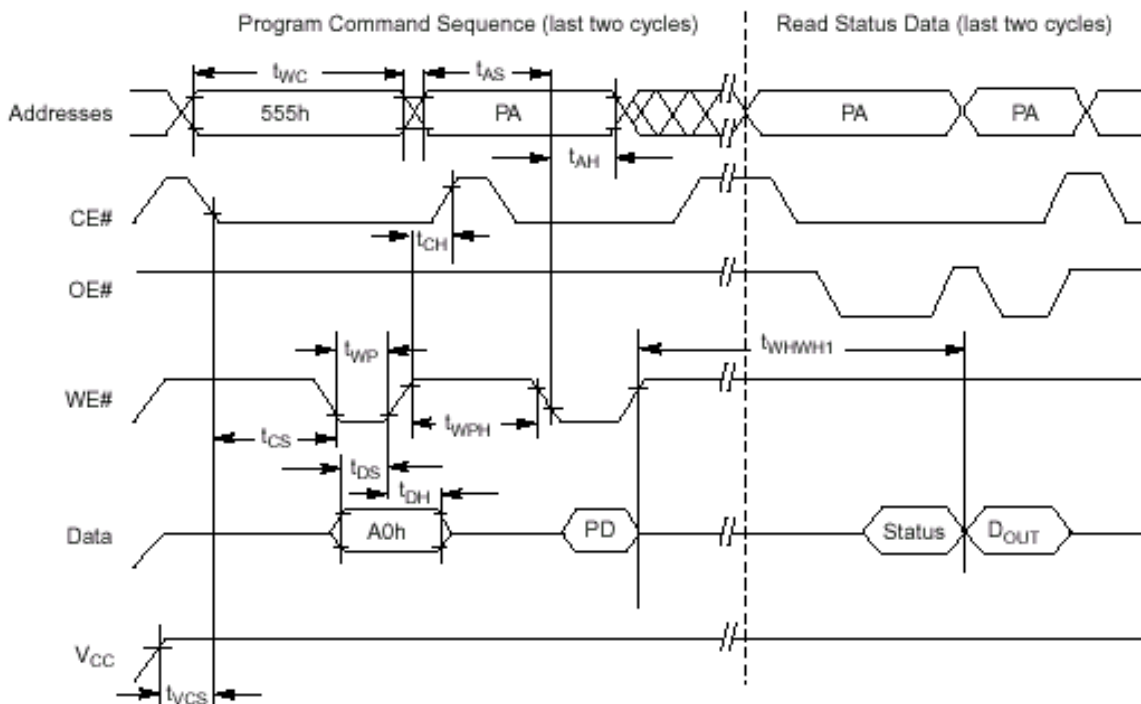 Program Command Sequence (last two cycles)
Read Status Data (last two cycles)
tWC
tAS
Addresses
555h
PA
PA
PA
tAH
CE#
tCH
OE#
tWP
tWHWH1
WE#
tCS
tWPH
tDS
tDH
Data
A0h
PD
Status
DOUT
VCC
tVCS